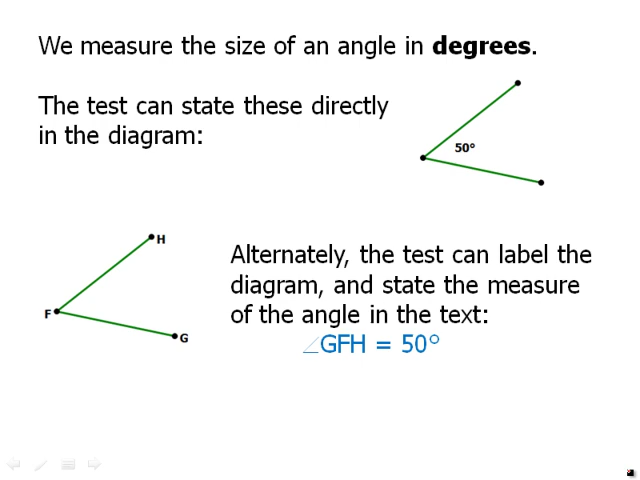 We measure the size of an angle in degrees.
The test can state these directly
in the diagram:
50°
H
F
G
Alternately, the test can label the
diagram, and state the measure
of the angle in the text:
∠GFH = 50°